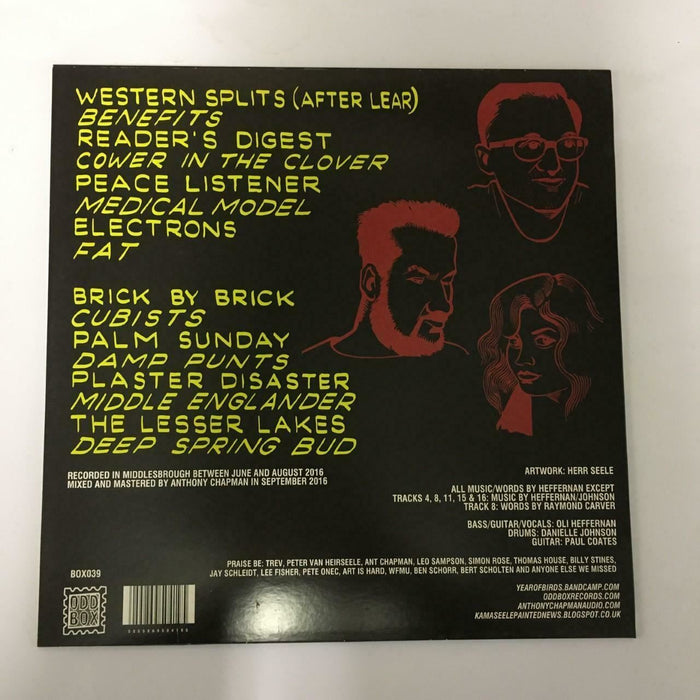 WESTERN SPLITS (AFTER LEAR)
BENEFITS
READER'S DIGEST
COWER IN THE CLOVER
PEACE LISTENER
MEDICAL MODEL
ELECTRONS
FAT
BRICK BY BRICK
CUBISTS
PALM SUNDAY
DAMP PUNTS
PLASTER DISASTER
MIDDLE ENGLANDER
THE LESSER LAKES
DEEP SPRING BUD
RECORDED IN MIDDLESBROUGH BETWEEN JUNE AND AUGUST 2016
MIXED AND MASTERED BY ANTHONY CHAPMAN IN SEPTEMBER 2016
ARTWORK: HERR SEELE
ALL MUSIC/WORDS BY HEFFERNAN EXCEPT
TRACKS 4, 8, 11, 15 & 16: MUSIC BY HEFFERNAN/JOHNSON
TRACK 8: WORDS BY RAYMOND CARVER
BASS/GUITAR/VOCALS: OLI HEFFERNAN
DRUMS: DANIELLE JOHNSON
GUITAR: PAUL COATES
PRAISE BE: TREV, PETER VAN HEIRSEELE, ANT CHAPMAN, LEO SAMPSON, SIMON ROSE, THOMAS HOUSE, BILLY STINES,
JAY SCHLEIDT, LEE FISHER, PETE ONEC, ART IS HARD, WFMU, BEN SCHORR, BERT SCHOLTEN AND ANYONE ELSE WE MISSED
BOX039
ODD
BOX
YEAROFBIRDS.BANDCAMP.COM
ODDBOXRECORDS.COM
ANTHONYCHAPMANAUDIO.COM
KAMASEELEPAINTEDNEWS.BLOGSPOT.CO.UK